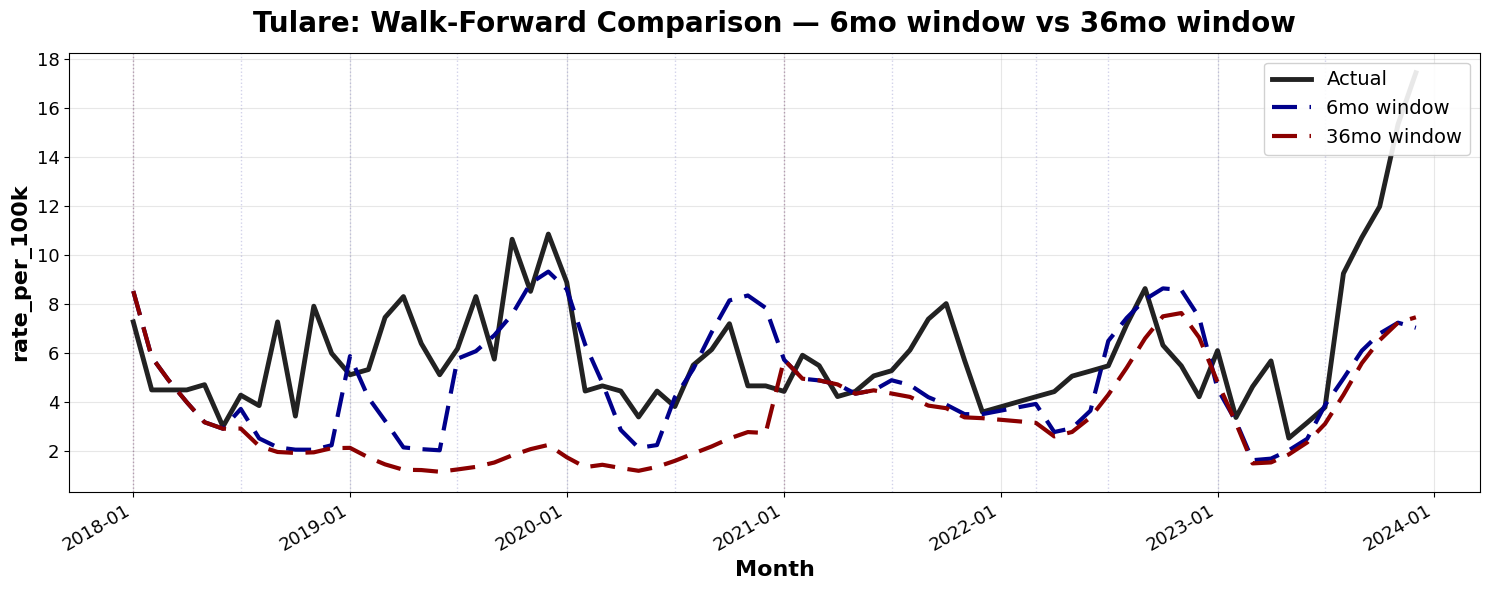 Tulare: Walk-Forward Comparison — 6mo window vs 36mo window
rate_per_100k
18
16
14
12
10
8
6
4
2
Actual
6mo window
36mo window
2018-01
2019-01
2020-01
2021-01
2022-01
2023-01
2024-01
Month